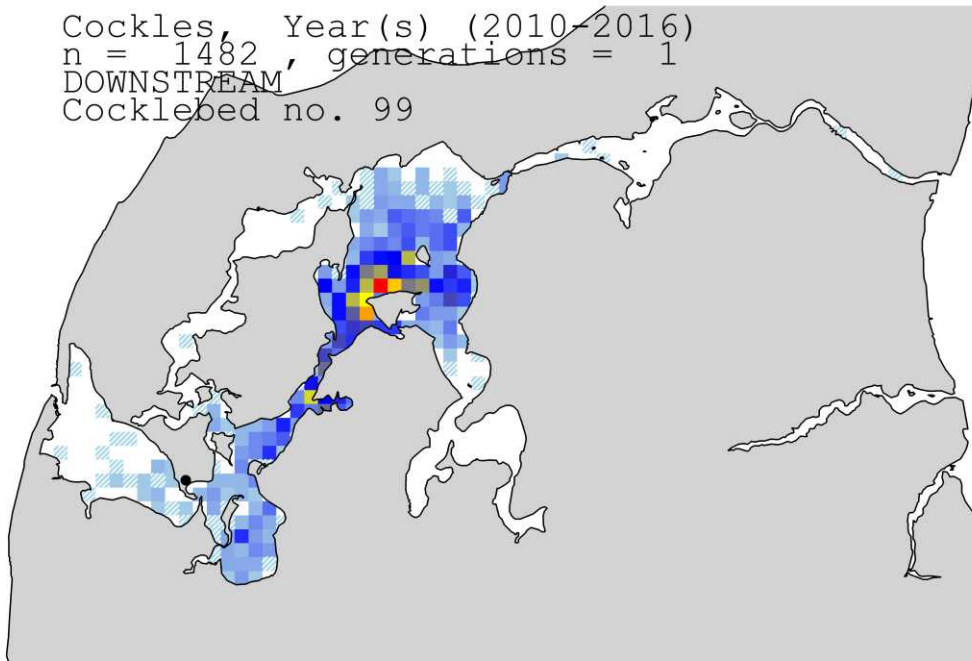 Cockles, Year(s) (2010-2016)
n = 1482 , generations = 1
DOWNSTREAM
Cocklebed no. 99